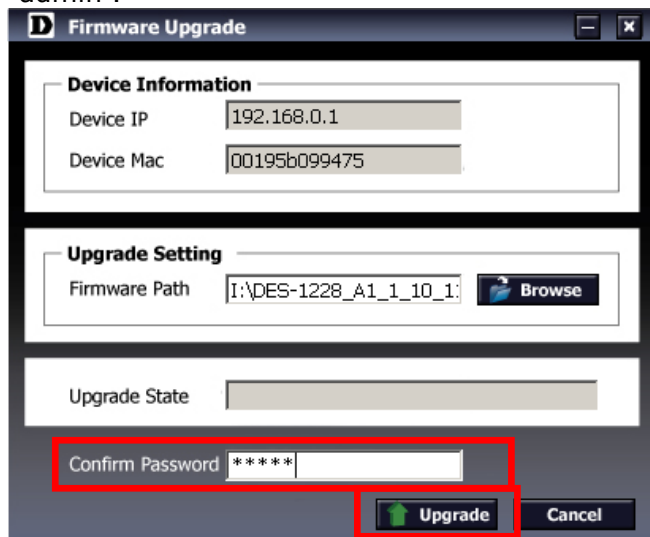 admin .
D Firmware Upgrade
Device Information
Device IP 192.168.0.1
Device Mac 00195b099475
Upgrade Setting
Firmware Path I:\DES-1228_A1_1_10_1 Browse
Upgrade State
Confirm Password *****
Upgrade Cancel